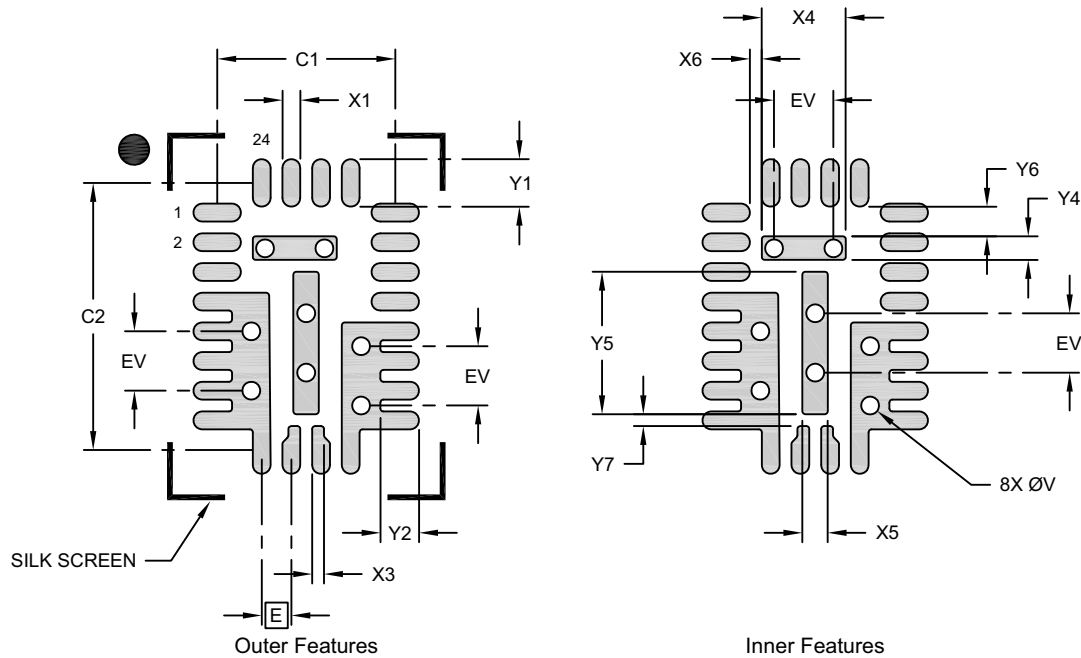 C1
X1
24
Y1
1
2
C2
EV
EV
Y2
X3
E
SILK SCREEN
Outer Features
X4
X6
EV
Y6
Y4
Y5
EV
Y7
8X ØV
X5
Inner Features